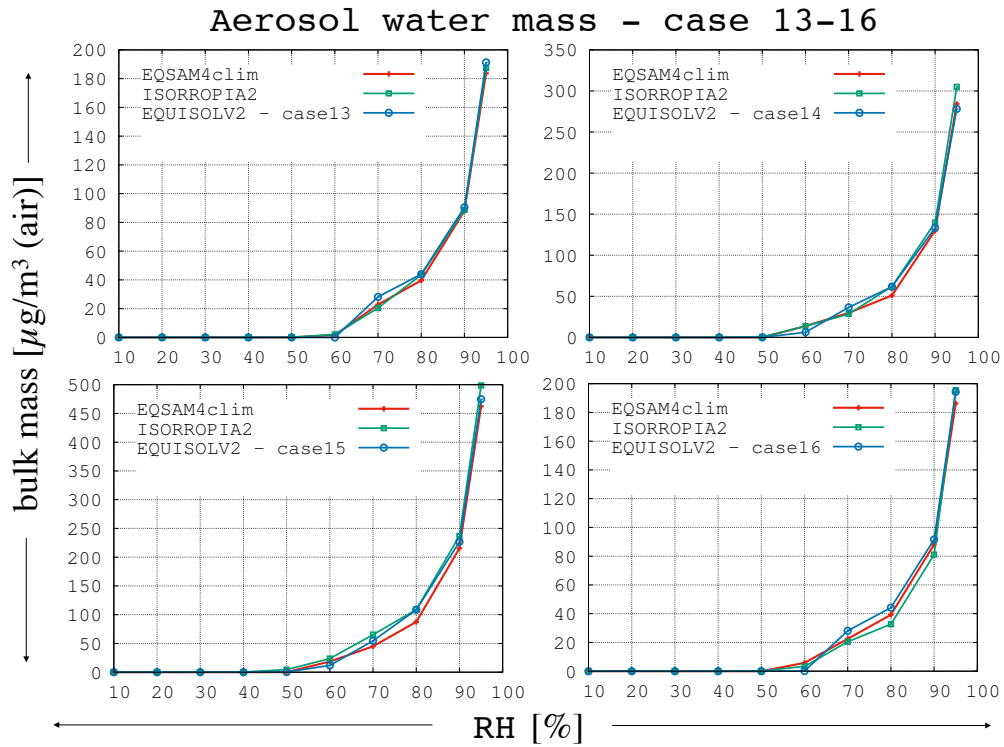 Aerosol water mass - case 13-16
bulk mass [µg/m³ (air)]
200
180
160
140
120
100
80
60
40
20
0
EQSAM4clim
ISORROPIA2
EQUISOLV2 - case13
10 20 30 40 50 60 70 80 90 100
350
300
250
200
150
100
50
0
EQSAM4clim
ISORROPIA2
EQUISOLV2 - case14
10 20 30 40 50 60 70 80 90 100
500
450
400
350
300
250
200
150
100
50
0
EQSAM4clim
ISORROPIA2
EQUISOLV2 - case15
10 20 30 40 50 60 70 80 90 100
200
180
160
140
120
100
80
60
40
20
0
EQSAM4clim
ISORROPIA2
EQUISOLV2 - case16
10 20 30 40 50 60 70 80 90 100
RH [%]